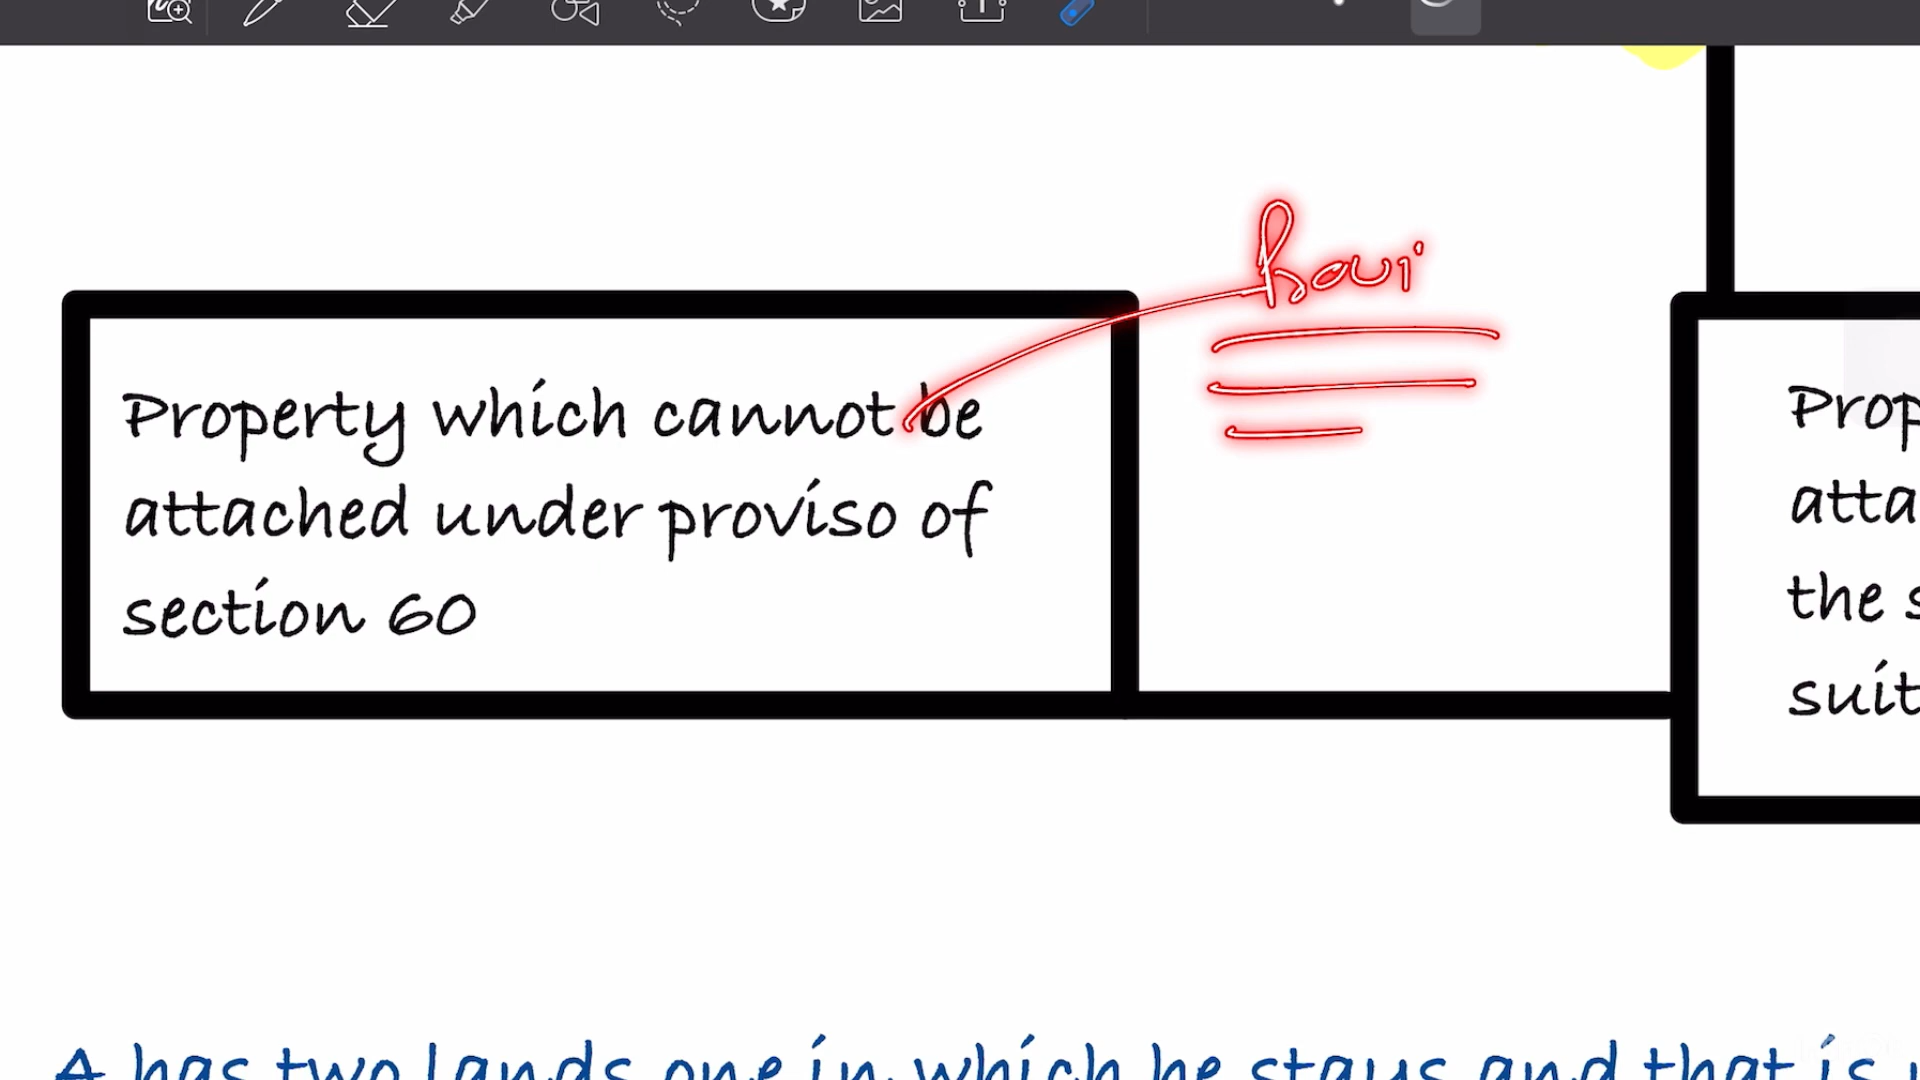 Property which cannot be
attached under proviso of
section 60
Prop
atta
the s
suit
A has two lands one in which he stays and that is